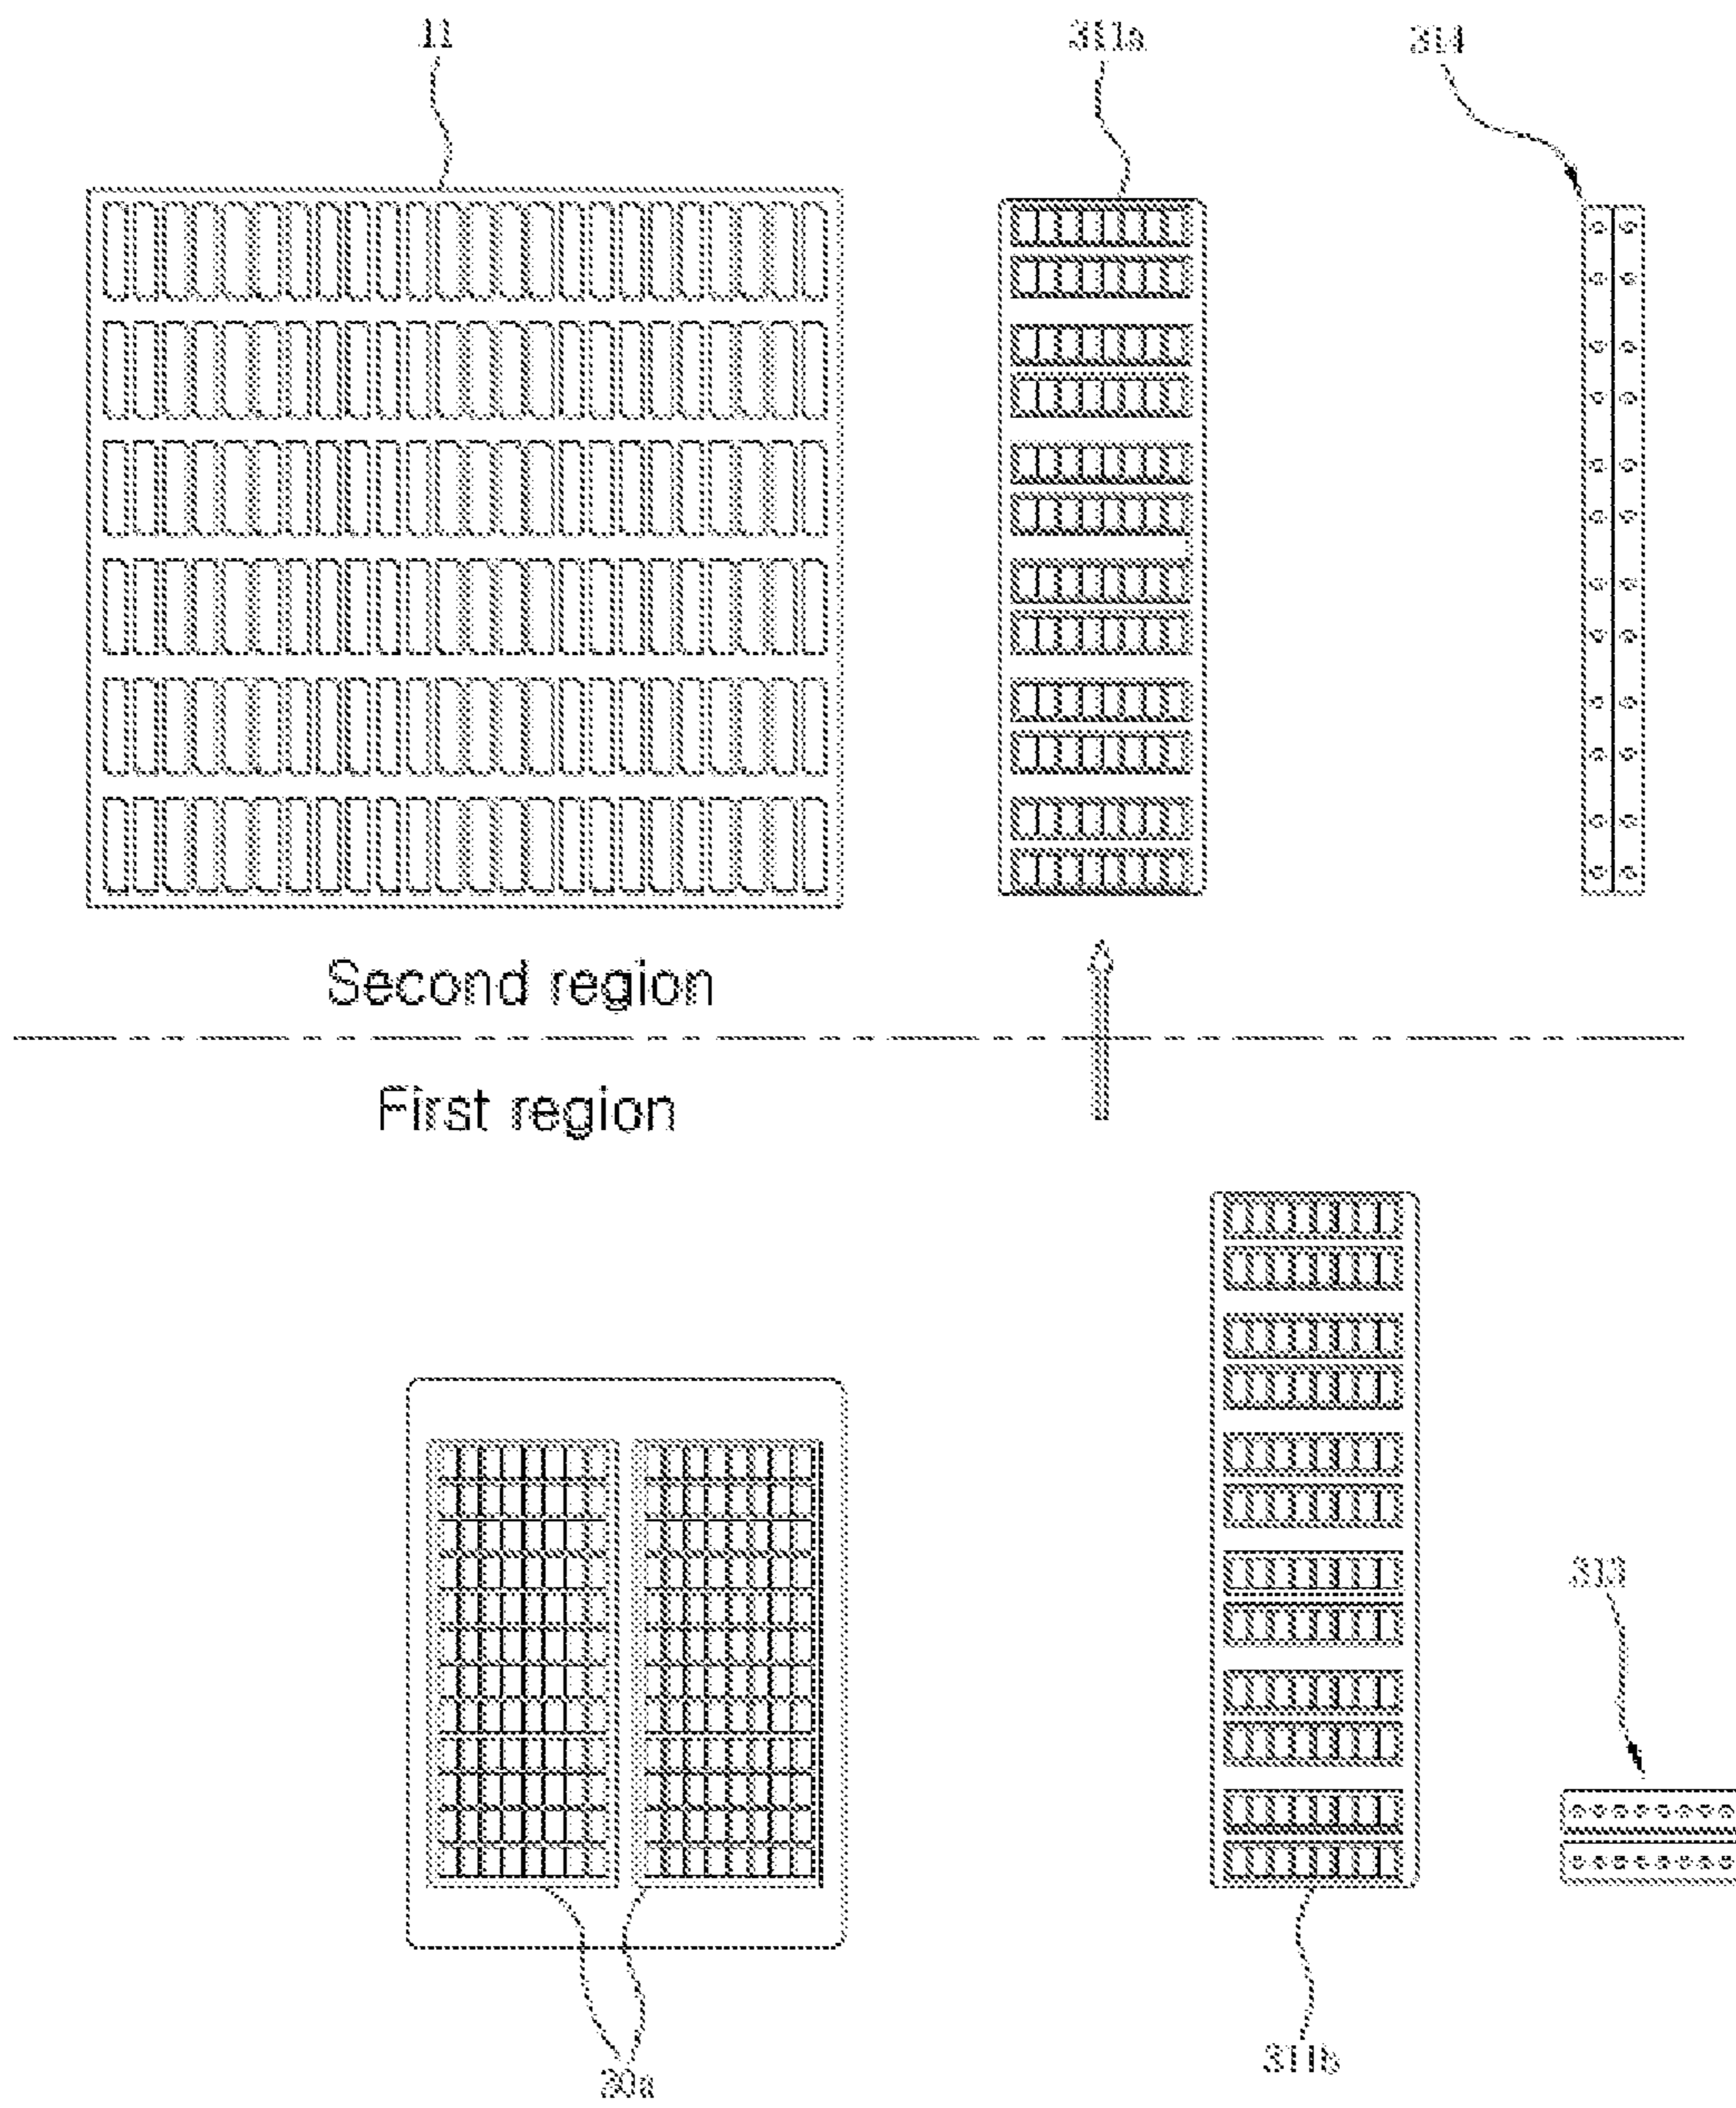 11
311a
314
Second region
First region
313
311b
30a